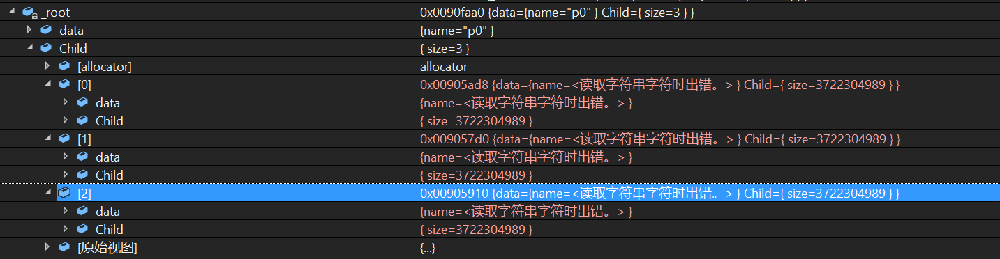 _root 0x0090faa0 {data={name="p0" } Child={ size=3 } }
data {name="p0" }
Child { size=3 }
[allocator] allocator
[0] 0x00905ad8 {data={name=<读取字符串字符时出错。> } Child={ size=3722304989 } }
data {name=<读取字符串字符时出错。> }
Child { size=3722304989 }
[1] 0x009057d0 {data={name=<读取字符串字符时出错。> } Child={ size=3722304989 } }
data {name=<读取字符串字符时出错。> }
Child { size=3722304989 }
[2] 0x00905910 {data={name=<读取字符串字符时出错。> } Child={ size=3722304989 } }
data {name=<读取字符串字符时出错。> }
Child { size=3722304989 }
[原始视图] {...}